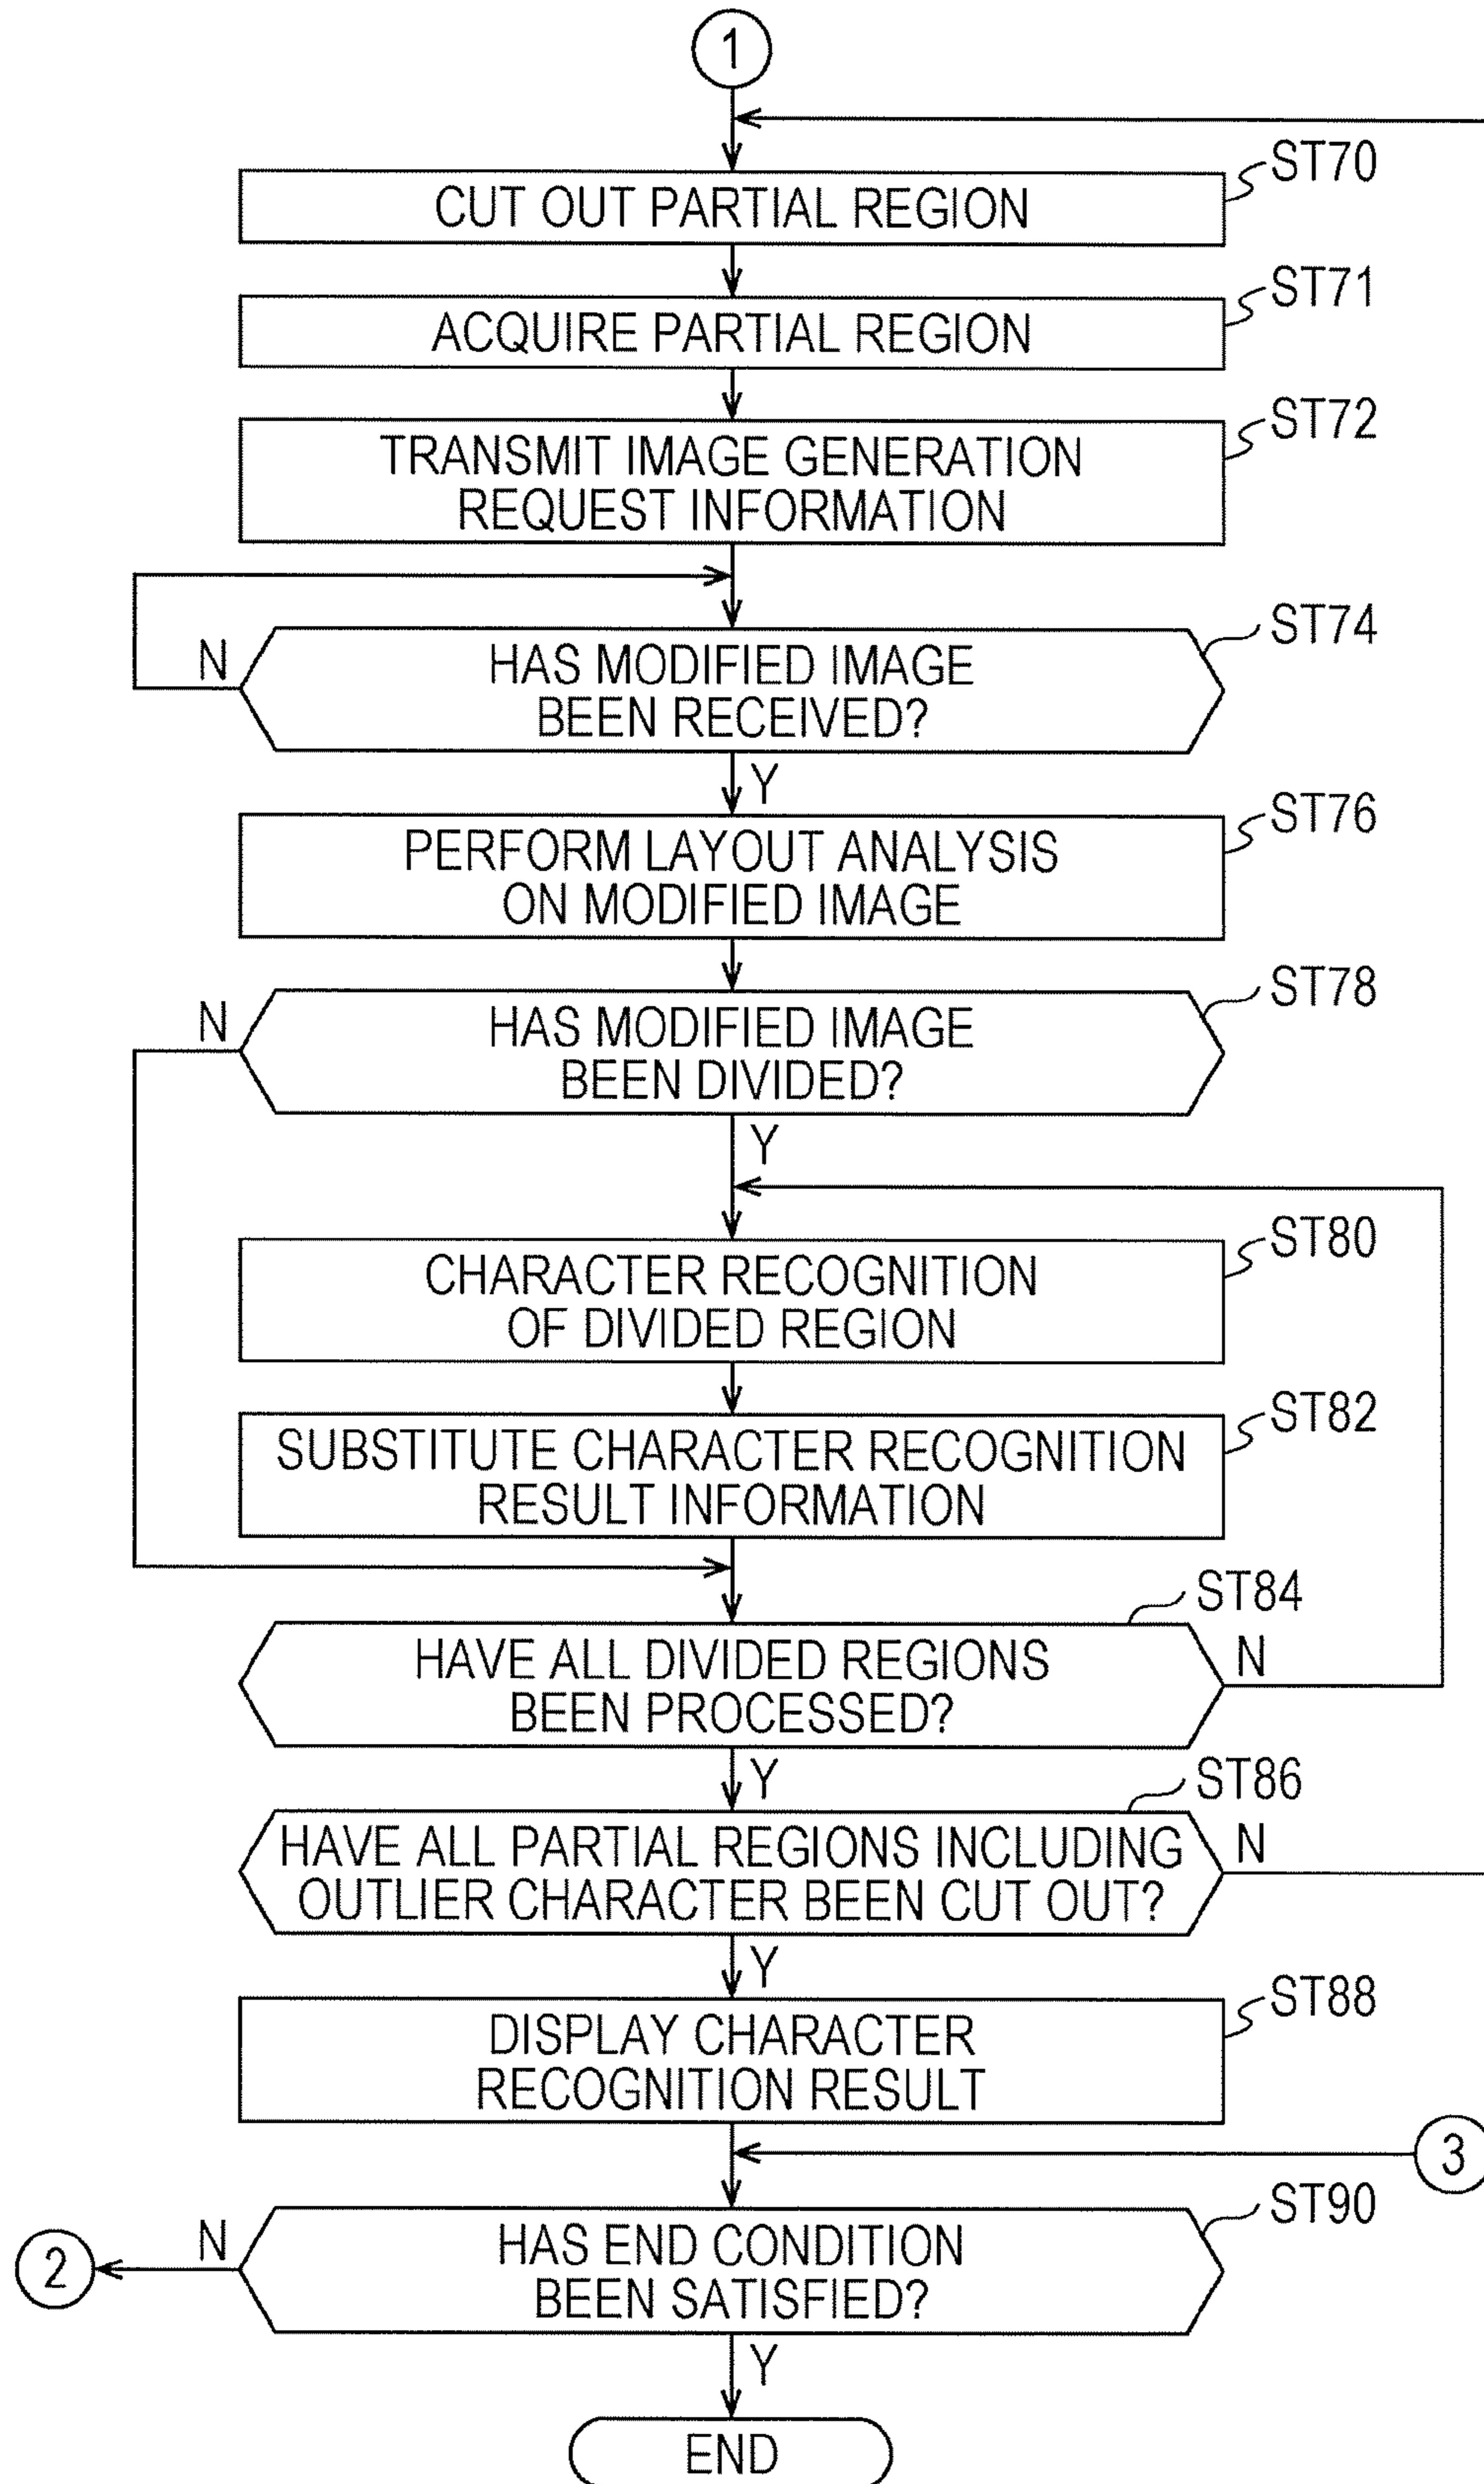 1
ST70
CUT OUT PARTIAL REGION
ST71
ACQUIRE PARTIAL REGION
ST72
TRANSMIT IMAGE GENERATION
REQUEST INFORMATION
ST74
N
HAS MODIFIED IMAGE
BEEN RECEIVED?
Y
ST76
PERFORM LAYOUT ANALYSIS
ON MODIFIED IMAGE
ST78
N
HAS MODIFIED IMAGE
BEEN DIVIDED?
Y
ST80
CHARACTER RECOGNITION
OF DIVIDED REGION
ST82
SUBSTITUTE CHARACTER RECOGNITION
RESULT INFORMATION
ST84
HAVE ALL DIVIDED REGIONS
BEEN PROCESSED?
N
Y
ST86
HAVE ALL PARTIAL REGIONS INCLUDING
OUTLIER CHARACTER BEEN CUT OUT?
N
Y
ST88
DISPLAY CHARACTER
RECOGNITION RESULT
3
ST90
2
N
HAS END CONDITION
BEEN SATISFIED?
Y
END